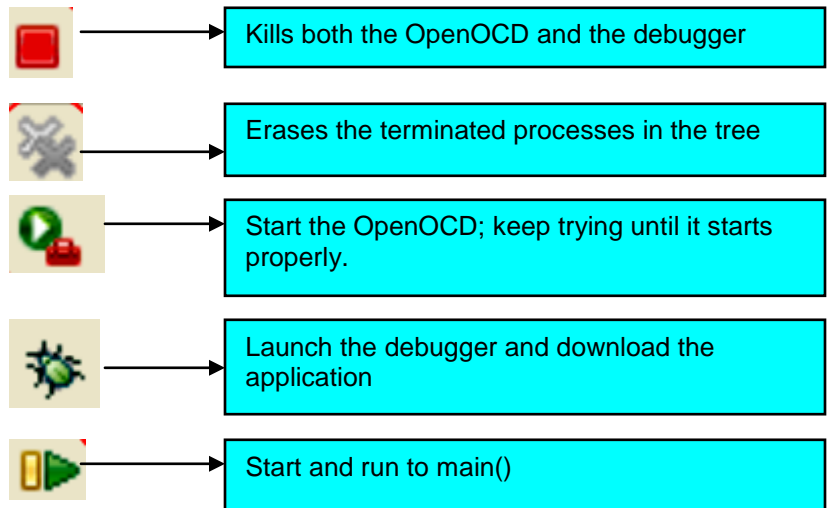 Kills both the OpenOCD and the debugger
Erases the terminated processes in the tree
Start the OpenOCD; keep trying until it starts
properly.
Launch the debugger and download the
application
Start and run to main()